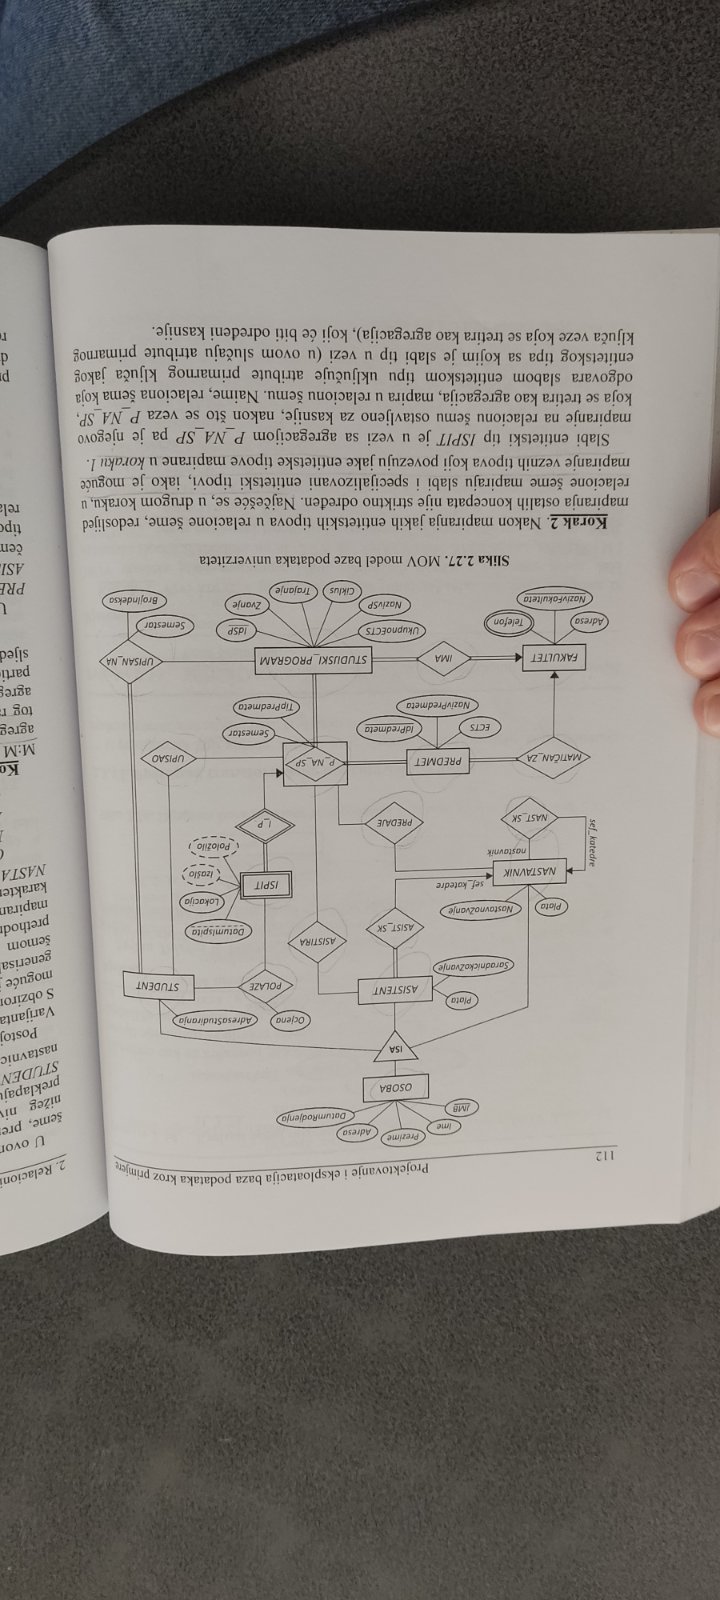 112
Projektovanje i eksploatacija baza podataka kroz primjere
Prezime
Ime
Adresa
JMB
DatumRodjenja
OSOBA
ISA
Plata
ASISTENT
SaradnickoZvanje
Ocjena
AdresaStudiranja
POLAZE
STUDENT
ASIST_SK
ASISTIRA
DatumIspita
Plata
NastavnoZvanje
Lokacija
sef_katedre
ISPIT
Izašlo
NASTAVNIK
nastavnik
Položilo
sef_katedre
NAST_SK
PREDAJE
I_P
MATIČAN_ZA
PREDMET
P_NA_SP
UPISAO
ECTS
IdPredmeta
Semestar
NazivPredmeta
TipPredmeta
FAKULTET
IMA
STUDIJSKI_PROGRAM
UPISAN_NA
Adresa
Telefon
UkupnoECTS
IdSP
Semestar
NazivFakulteta
NazivSP
Zvanje
BrojIndeksa
Ciklus
Trajanje
Slika 2.27. MOV model baze podataka univerziteta
Korak 2. Nakon mapiranja jakih entitetskih tipova u relacione šeme, redoslijed
mapiranja ostalih koncepata nije striktno određen. Najčešće se, u drugom koraku, u
relacione šeme mapiraju slabi i specijalizovani entitetski tipovi, iako je moguće
mapiranje veznih tipova koji povezuju jake entitetske tipove mapirane u koraku 1.
Slabi entitetski tip ISPIT je u vezi sa agregacijom P_NA_SP pa je njegovo
mapiranje na relacionu šemu ostavljeno za kasnije, nakon što se veza P_NA_SP,
koja se tretira kao agregacija, mapira u relacionu šemu. Naime, relaciona šema koja
odgovara slabom entitetskom tipu uključuje atribute primarnog ključa jakog
entitetskog tipa sa kojim je slabi tip u vezi (u ovom slučaju atribute primarnog
ključa veze koja se tretira kao agregacija), koji će biti određeni kasnije.
2. Relacioni
U ovom
šeme, pre
nižeg niv
preklapaju
STUDEN
nastavnic
Postoj
Varijanta
S obzirom
moguće j
generisa
šemom
prethodn
mapiran
karakter
NASTA
Ko
M:M
agreg
tog ra
agreg
parti
sljed
U
PRE
ASI
čem
tipo
rela